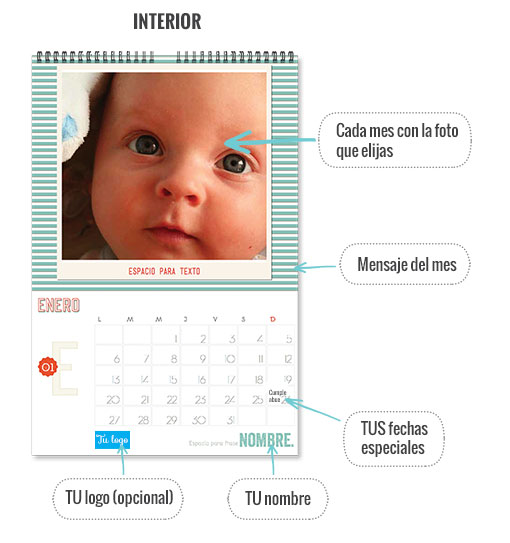 INTERIOR
Cada mes con la foto
que elijas
ESPACIO PARA TEXTO
Mensaje del mes
ENERO
L M M J V S D
1 2 3 4 5
01 E
6 7 8 9 10 11 12
13 14 15 16 17 18 19
Cumple
abue
20 21 22 23 24 25
27 28 29 30 31
TUS fechas
especiales
Tú logo
Espacio para Frase NOMBRE.
TU logo (opcional)
TU nombre